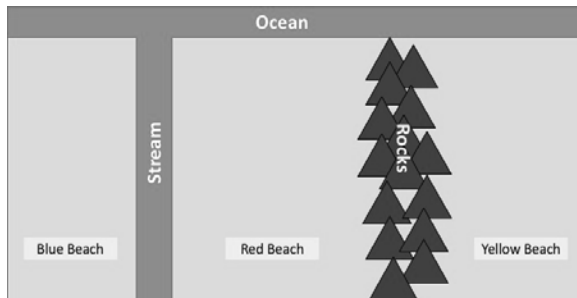 Ocean
Stream
Rocks
Blue Beach
Red Beach
Yellow Beach